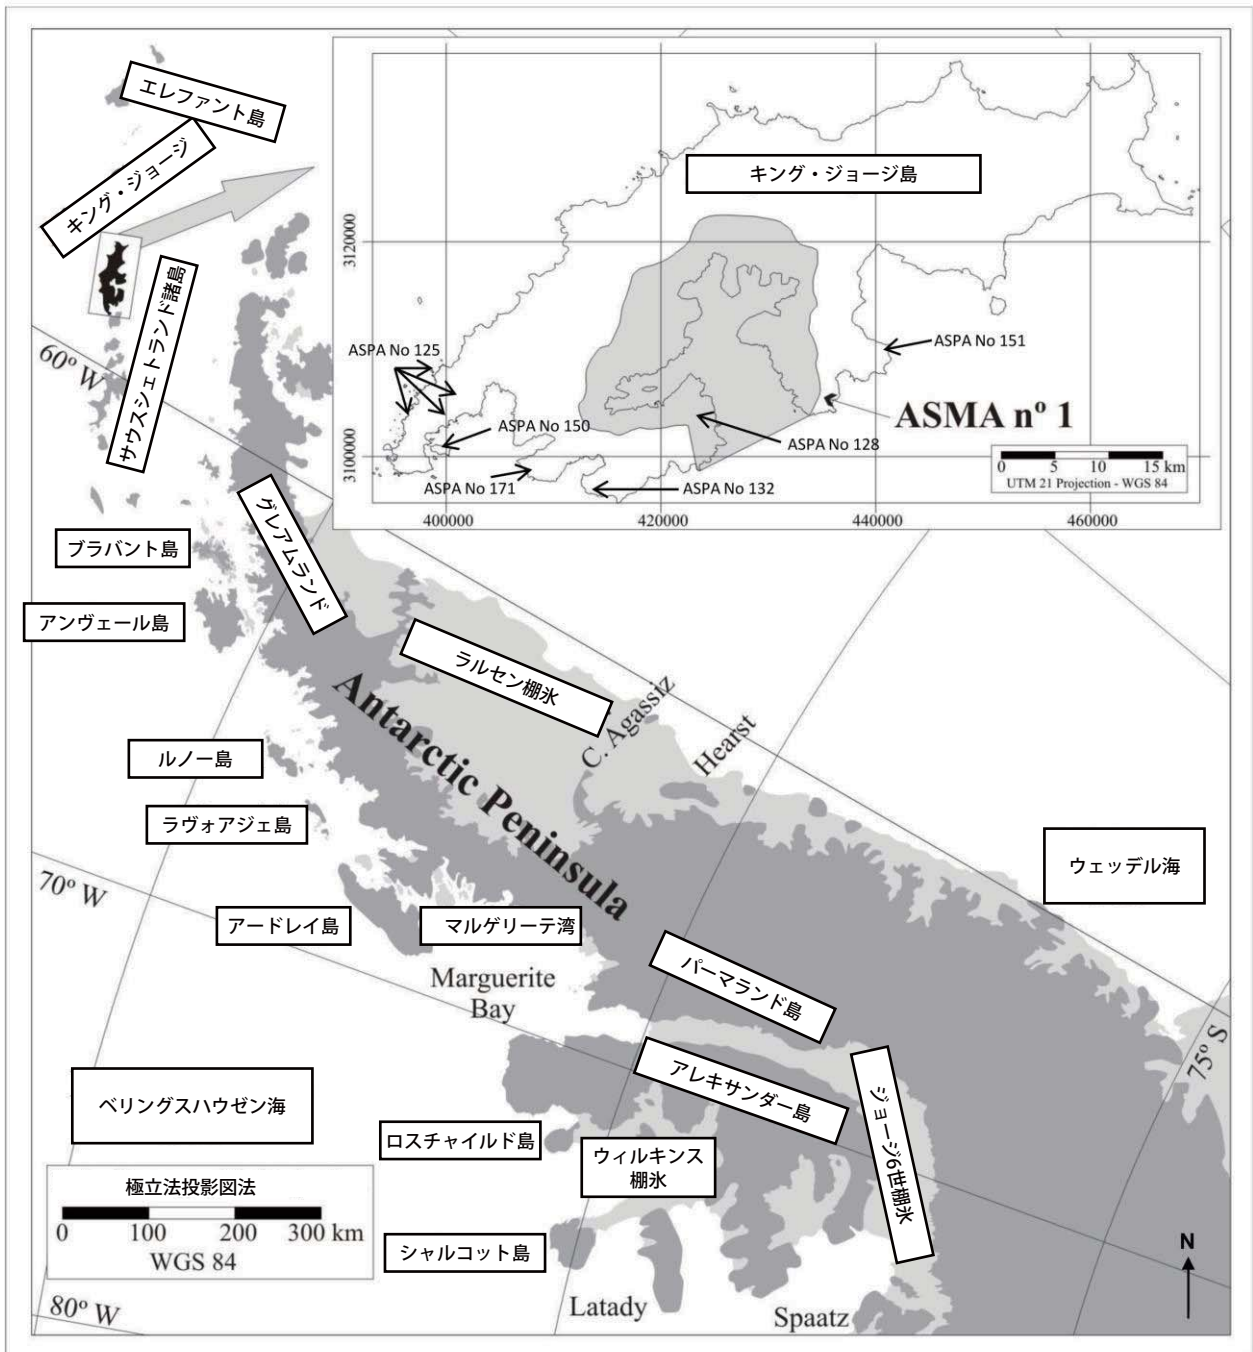 エレファント島
キング・ジョージ
サウスシェトランド諸島
60º W
キング・ジョージ島
3120000
3100000
ASPA No 125
ASPA No 150
ASPA No 171
ASPA No 132
ASPA No 128
ASPA No 151
ASMA nº 1
0 5 10 15 km
UTM 21 Projection - WGS 84
400000 420000 440000 460000
グレアムランド
ブラバント島
アンヴェール島
ラルセン棚氷
Antarctic Peninsula
C. Agassiz
Hearst
ルノー島
ラヴォアジェ島
ウェッデル海
70º W
アードレイ島
マルゲリーテ湾
Marguerite
Bay
パーマランド島
アレキサンダー島
ジョージ6世棚氷
75º S
ベリングスハウゼン海
ロスチャイルド島
ウィルキンス
棚氷
極立法投影図法
0 100 200 300 km
WGS 84
シャルコット島
N
80º W
Latady
Spaatz